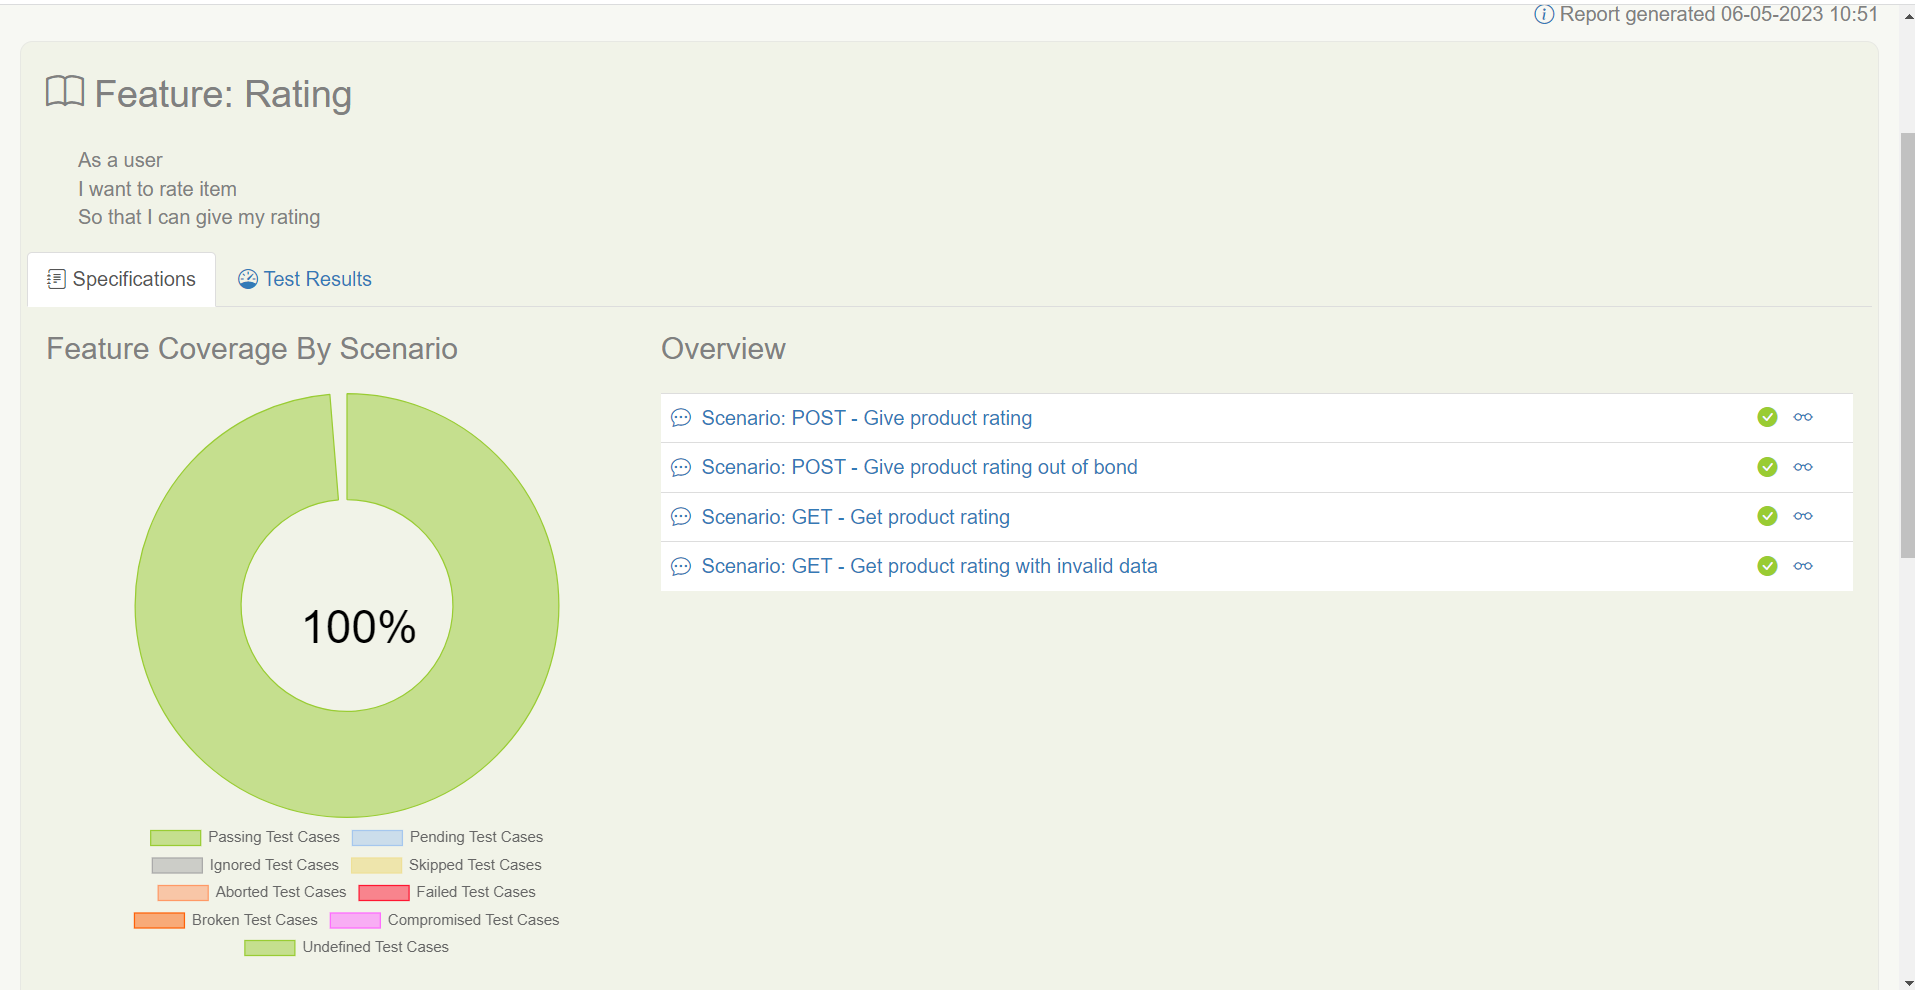 Report generated 06-05-2023 10:51
Feature: Rating
As a user
I want to rate item
So that I can give my rating
Specifications
Test Results
Feature Coverage By Scenario
100%
Passing Test Cases
Pending Test Cases
Ignored Test Cases
Skipped Test Cases
Aborted Test Cases
Failed Test Cases
Broken Test Cases
Compromised Test Cases
Undefined Test Cases
Overview
Scenario: POST - Give product rating
Scenario: POST - Give product rating out of bond
Scenario: GET - Get product rating
Scenario: GET - Get product rating with invalid data